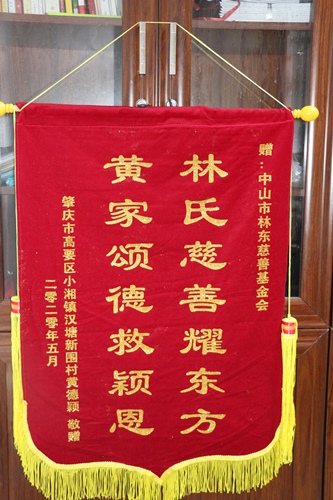 赠：中山市林东慈善基金会
林氏慈善耀东方
黄家颂德救颖恩
肇庆市高要区小湘镇汉塘新围村黄德颖 敬赠
二零二零年五月